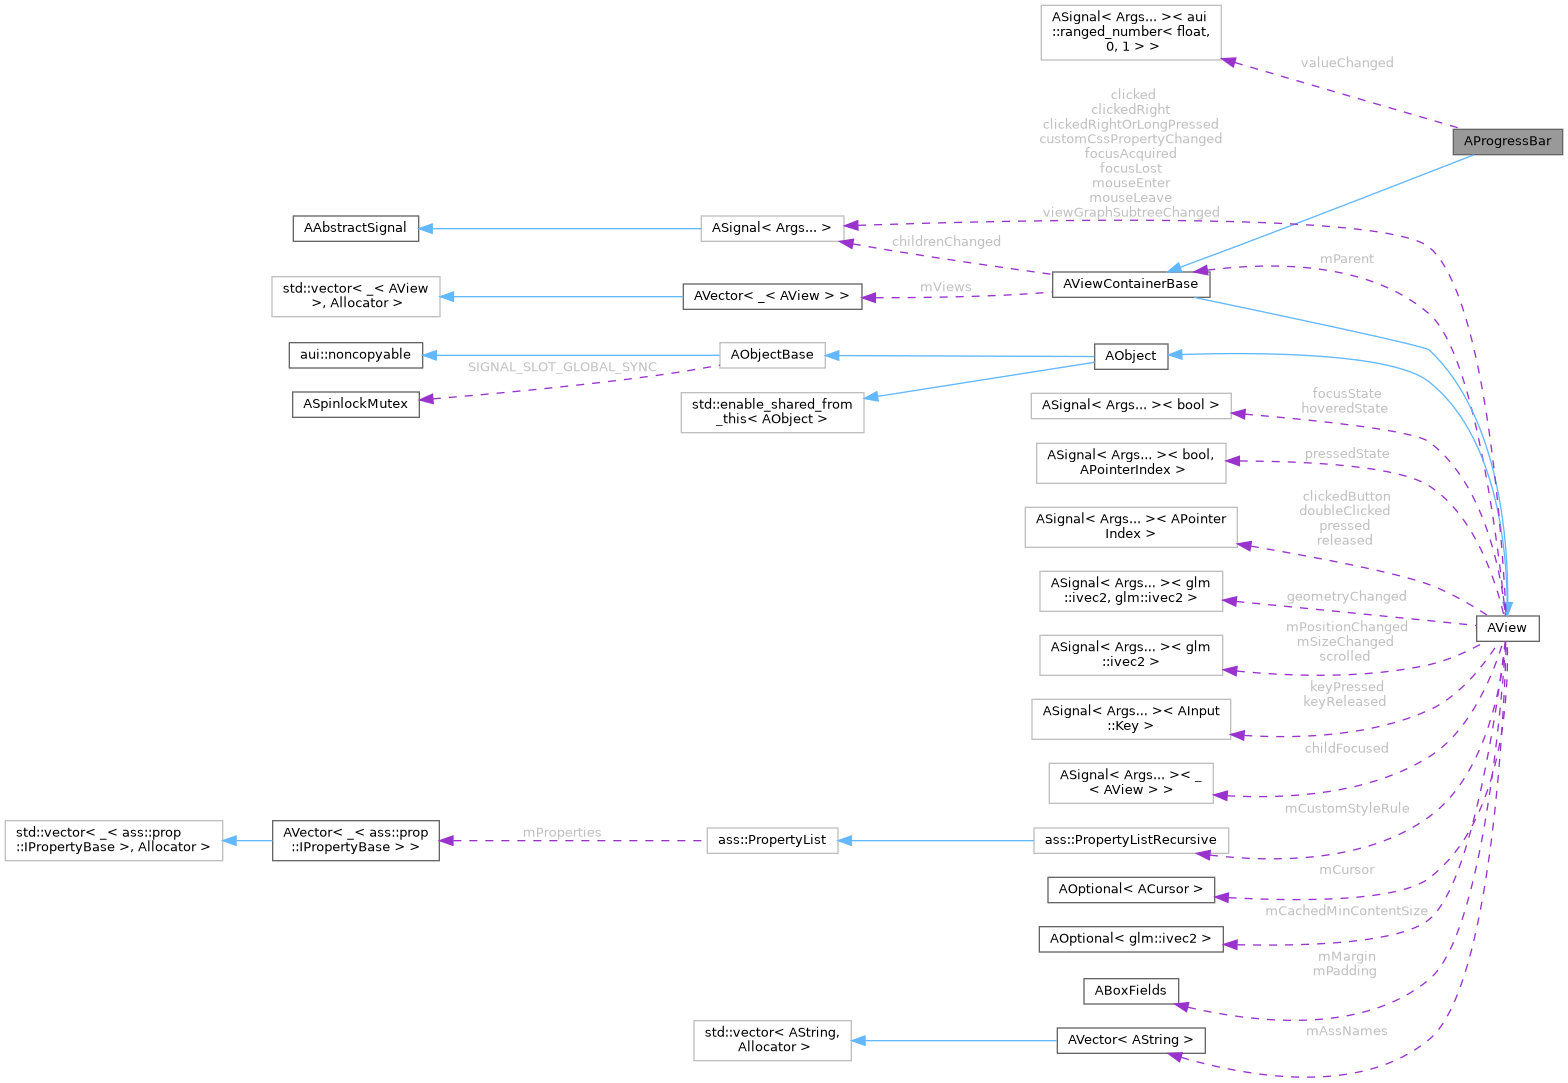 ASignal< Args... >< aui
::ranged_number< float,
0, 1 > >
valueChanged
AProgressBar
clicked
clickedRight
clickedRightOrLongPressed
customCssPropertyChanged
focusAcquired
focusLost
mouseEnter
mouseLeave
viewGraphSubtreeChanged
AAbstractSignal
ASignal< Args... >
childrenChanged
mParent
std::vector< _< AView
>, Allocator >
AVector< _< AView > >
mViews
AViewContainerBase
aui::noncopyable
AObjectBase
AObject
SIGNAL_SLOT_GLOBAL_SYNC
ASpinlockMutex
std::enable_shared_from
_this< AObject >
ASignal< Args... >< bool >
focusState
hoveredState
ASignal< Args... >< bool,
APointerIndex >
pressedState
ASignal< Args... >< APointer
Index >
clickedButton
doubleClicked
pressed
released
ASignal< Args... >< glm
::ivec2, glm::ivec2 >
geometryChanged
AView
ASignal< Args... >< glm
::ivec2 >
mPositionChanged
mSizeChanged
scrolled
ASignal< Args... >< AInput
::Key >
keyPressed
keyReleased
ASignal< Args... >< _
< AView > >
childFocused
std::vector< _< ass::prop
::IPropertyBase >, Allocator >
AVector< _< ass::prop
::IPropertyBase > >
mProperties
ass::PropertyList
ass::PropertyListRecursive
mCustomStyleRule
AOptional< ACursor >
mCursor
AOptional< glm::ivec2 >
mCachedMinContentSize
ABoxFields
mMargin
mPadding
std::vector< AString,
Allocator >
AVector< AString >
mAssNames